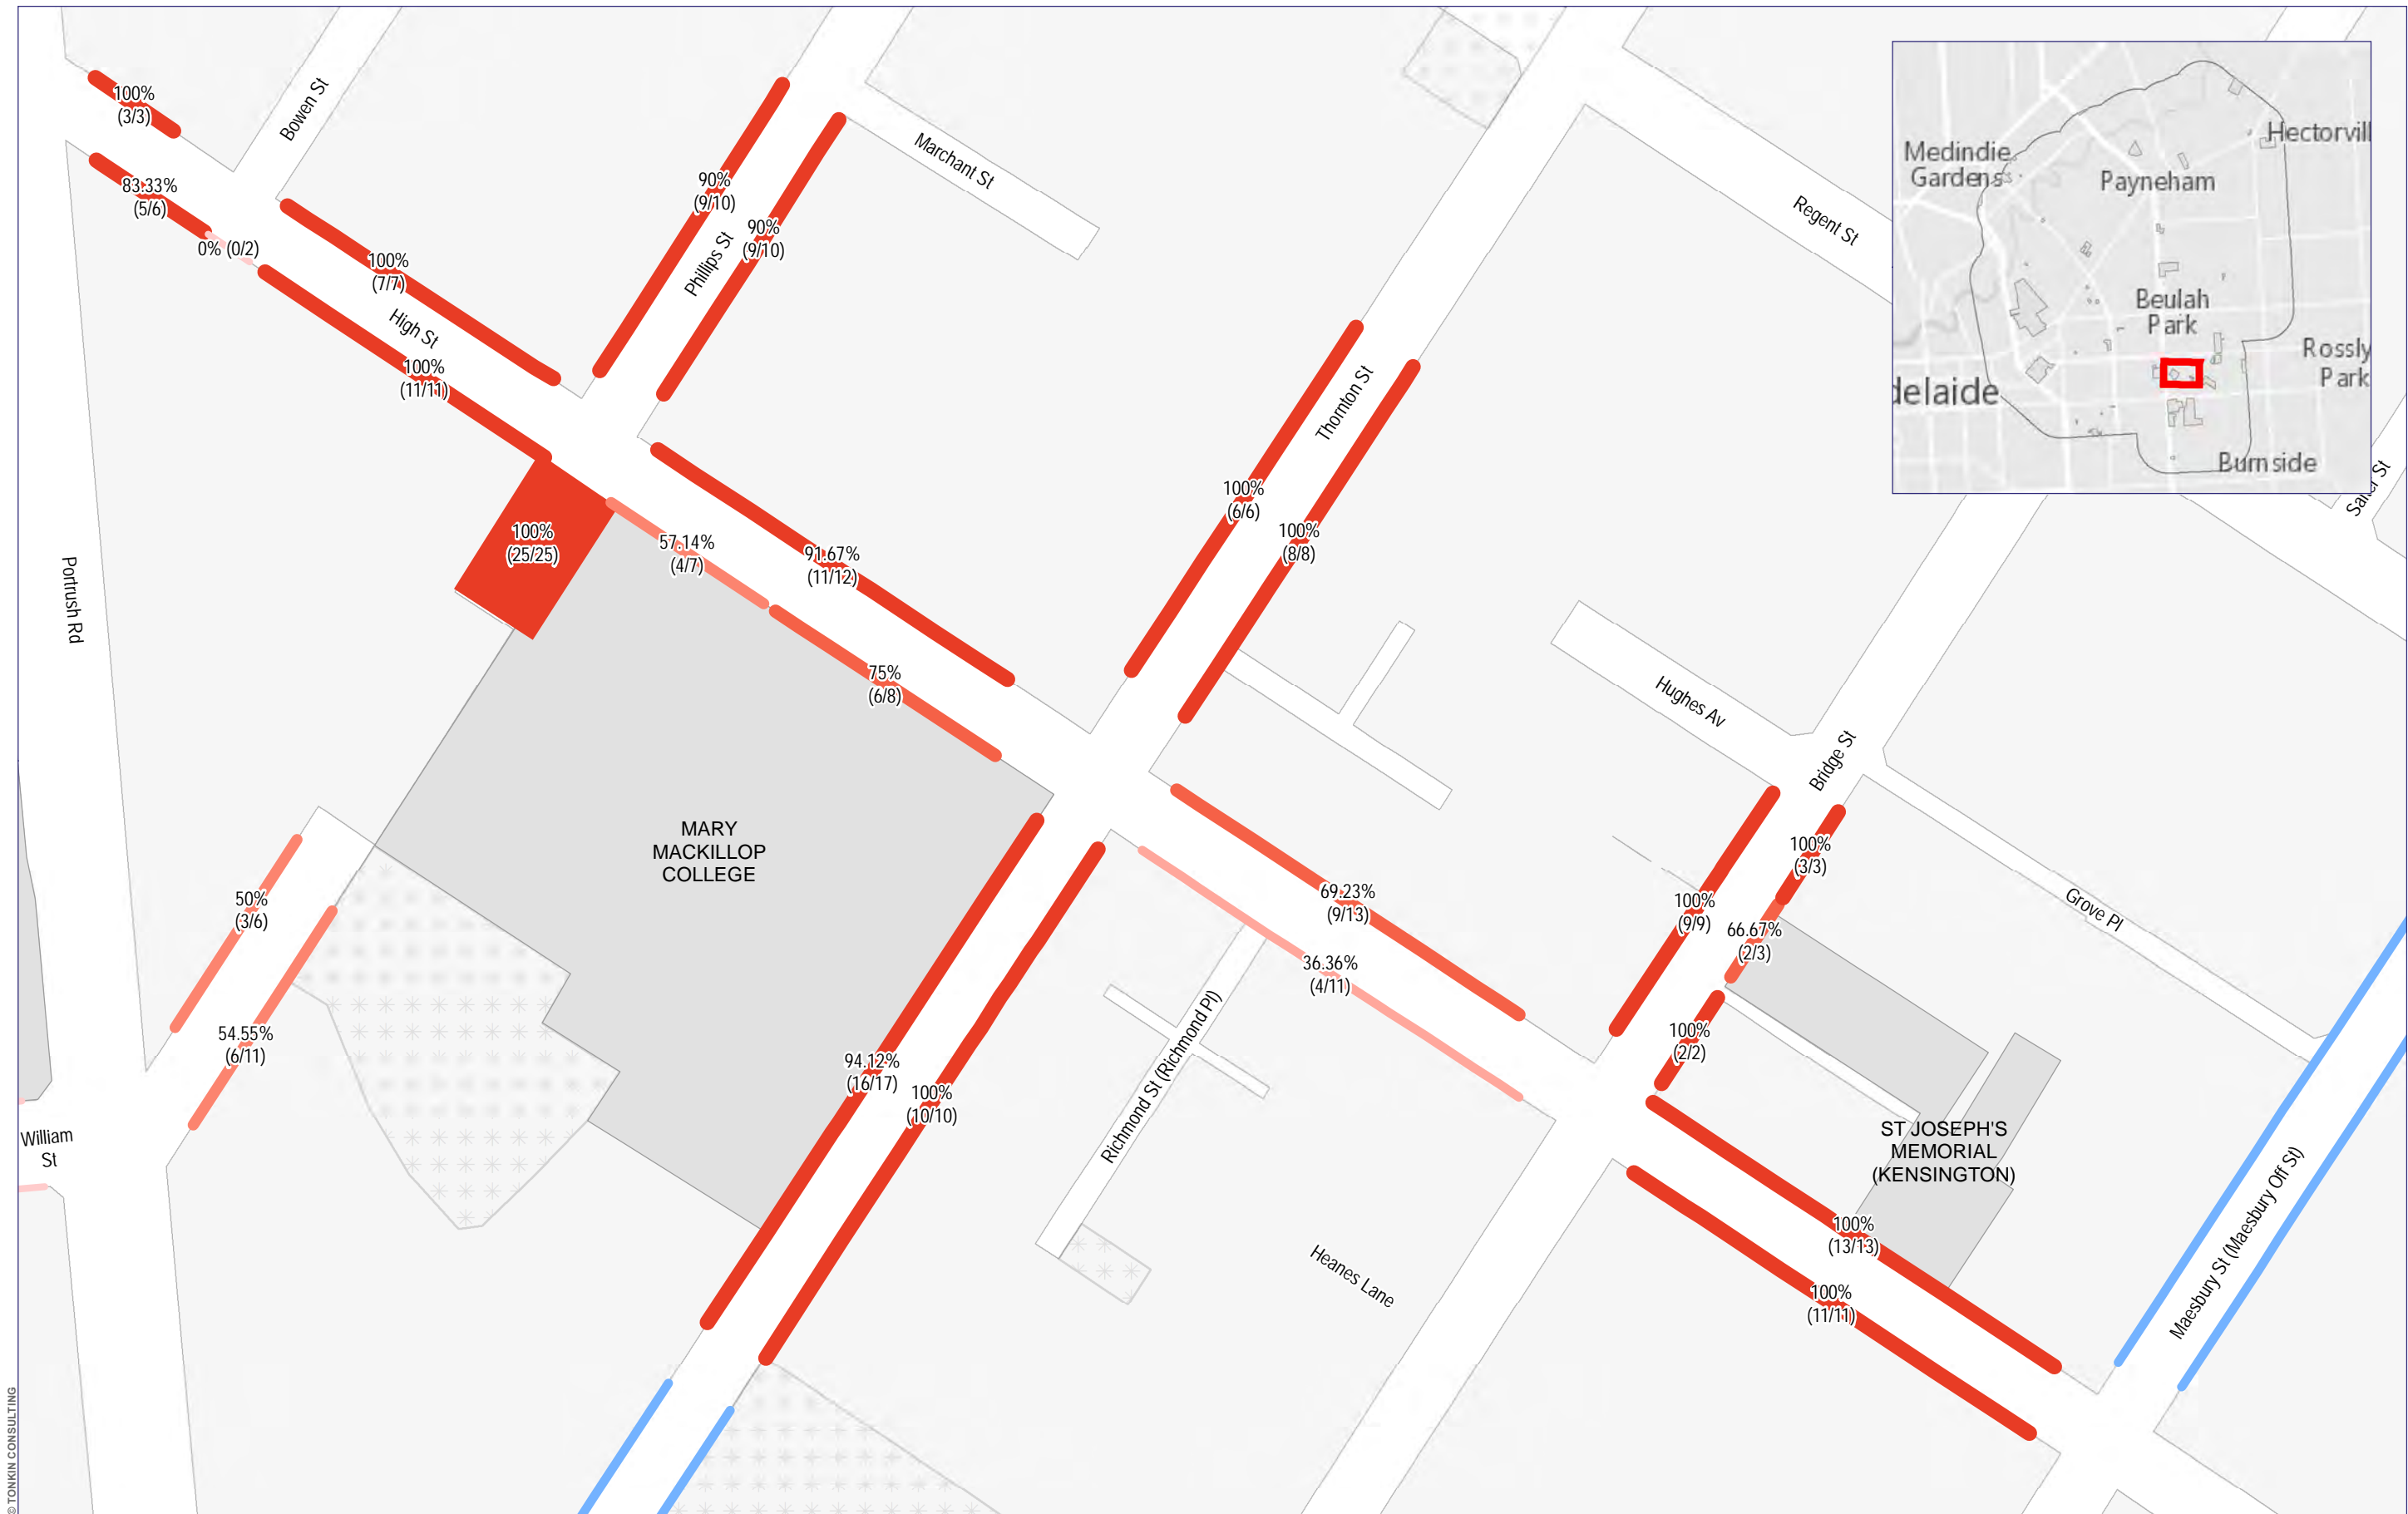 100%
(3/3)
Bowen St
83.33%
(5/6)
0% (0/2)
100%
(7/7)
High St
100%
(11/11)
90%
(9/10)
Phillips St
90%
(9/10)
Marchant St
Regent St
Medindie
Gardens
Hectorvill
Payneham
Beulah
Park
Rossly
Park
delaide
Burnside
St
Portrush Rd
100%
(25/25)
57.14%
(4/7)
91.67%
(11/12)
75%
(6/8)
Thornton St
100%
(6/6)
100%
(8/8)
Hughes Av
Bridge St
100%
(3/3)
100%
(9/9)
66.67%
(2/3)
100%
(2/2)
Grove Pl
MARY
MACKILLOP
COLLEGE
50%
(3/6)
54.55%
(6/11)
69.23%
(9/13)
36.36%
(4/11)
94.12%
(16/17)
100%
(10/10)
Richmond St (Richmond Pl)
William
St
ST JOSEPH'S
MEMORIAL
(KENSINGTON)
100%
(13/13)
100%
(11/11)
Maesbury St (Maesbury Off St)
Heanes Lane
© TONKIN CONSULTING